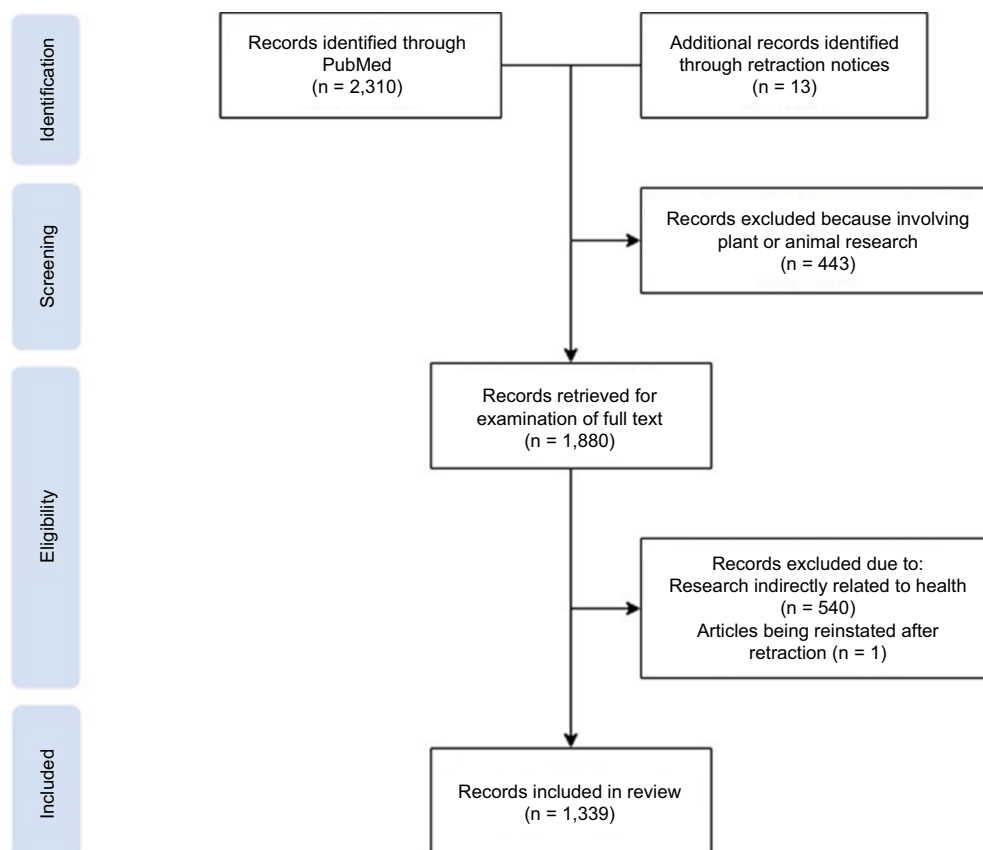 Identification
Records identified through
PubMed
(n = 2,310)
Additional records identified
through retraction notices
(n = 13)
Screening
Records excluded because involving
plant or animal research
(n = 443)
Records retrieved for
examination of full text
(n = 1,880)
Eligibility
Records excluded due to:
Research indirectly related to health
(n = 540)
Articles being reinstated after
retraction (n = 1)
Included
Records included in review
(n = 1,339)